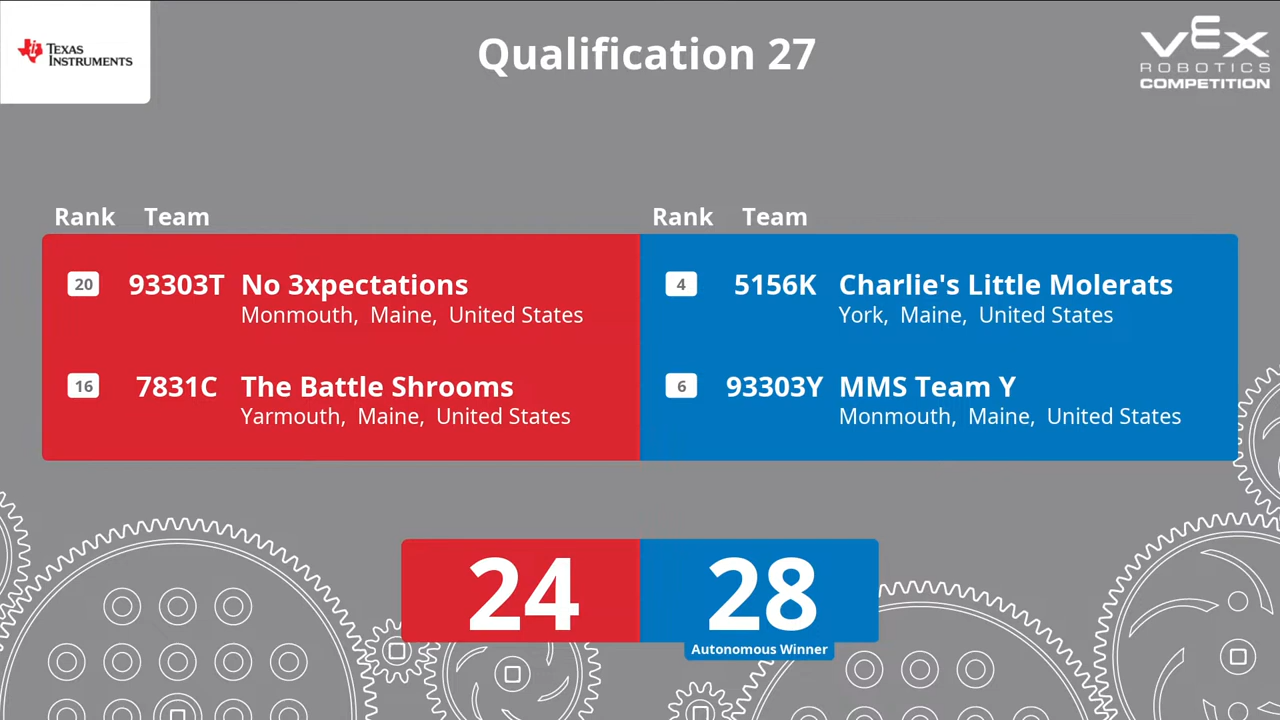 TEXAS
INSTRUMENTS
Qualification 27
VEX
ROBOTICS
COMPETITION
Rank Team
20 93303T No 3xpectations
Monmouth, Maine, United States
16 7831C The Battle Shrooms
Yarmouth, Maine, United States
Rank Team
4 5156K Charlie's Little Molerats
York, Maine, United States
6 93303Y MMS Team Y
Monmouth, Maine, United States
24 28
Autonomous Winner